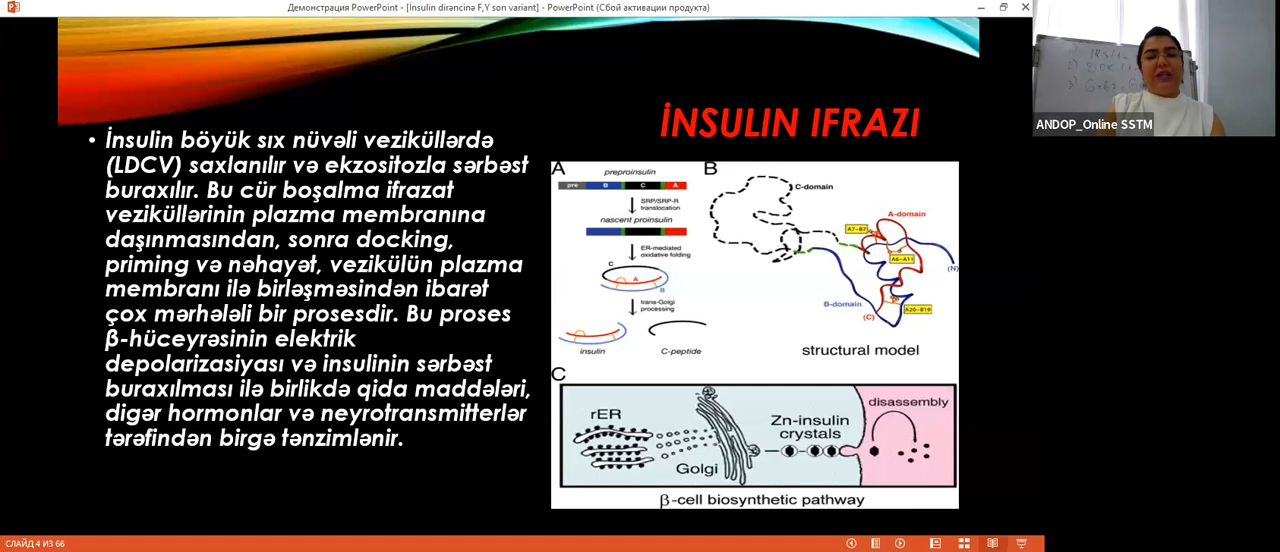 Демонстрация PowerPoint - [İnsulin dirəncinə F,Y son variant] - PowerPoint (Сбой активации продукта)
ANDOP_Online SSTM
İNSULIN IFRAZI
• İnsulin böyük sıx nüvəli veziküllərdə
(LDCV) saxlanılır və ekzositozla sərbəst
buraxılır. Bu cür boşalma ifrazat
veziküllərinin plazma membranına
daşınmasından, sonra docking,
priming və nəhayət, vezikülün plazma
membranı ilə birləşməsindən ibarət
çox mərhələli bir prosesdir. Bu proses
β-hüceyrəsinin elektrik
depolarizasiyası və insulinin sərbəst
buraxılması ilə birlikdə qida maddələri,
digər hormonlar və neyrotransmitterlər
tərəfindən birgə tənzimlənir.
A
preproinsulin
pre B C A
SRP/SRP-R
translocation
nascent proinsulin
ER-mediated
oxidative folding
C
A
B
trans-Golgi
processing
insulin
C-peptide
B
C-domain
A-domain
A7-B7
A6-A11
(N)
B-domain
(C)
A20-B19
structural model
C
rER
Golgi
Zn-insulin
crystals
disassembly
β-cell biosynthetic pathway
СЛАЙД 4 ИЗ 66